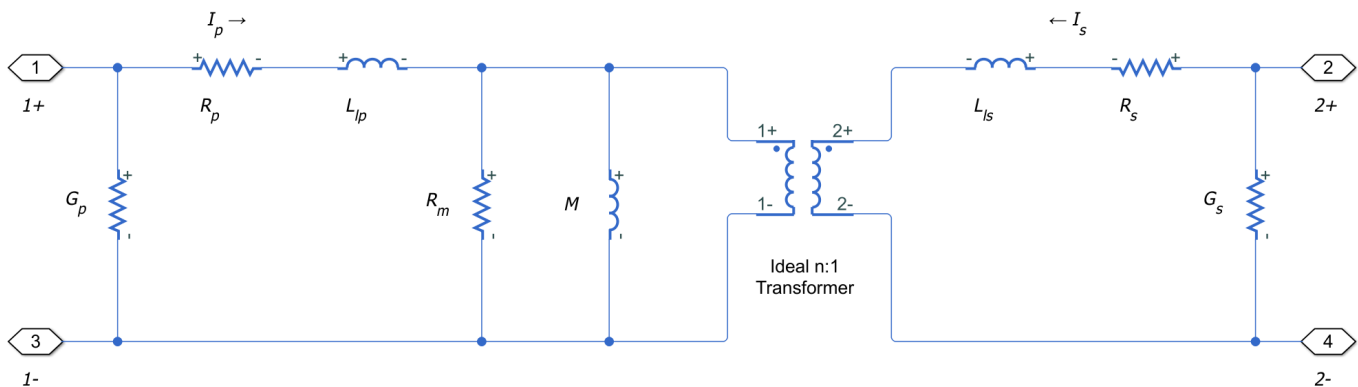 I_p → ← I_s
1 + - + - - + - + 2
1+ R_p L_lp L_ls R_s 2+
1+ 2+
+ + + +
G_p R_m M G_s
1- 2-
- - - -
Ideal n:1
Transformer
3 4
1- 2-